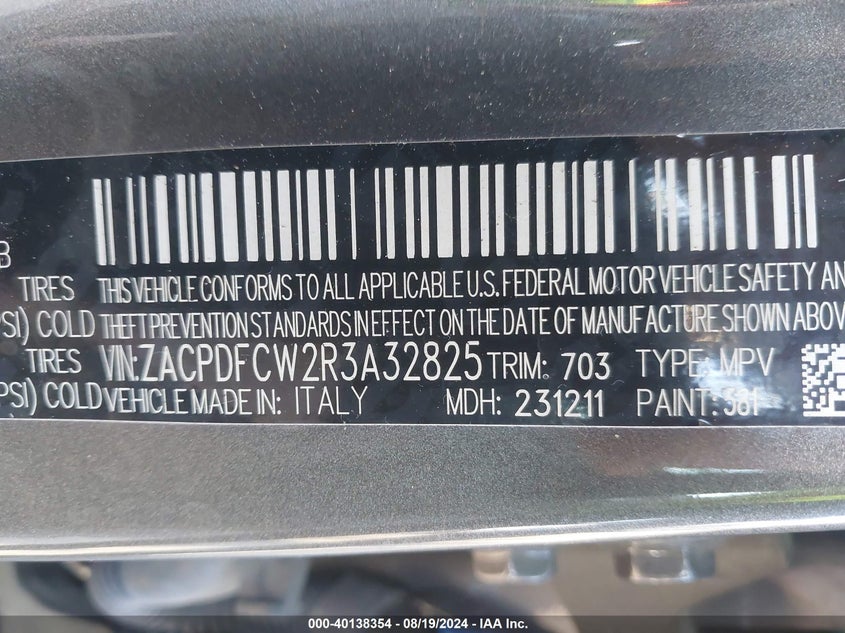 B
TIRES THIS VEHICLE CONFORMS TO ALL APPLICABLE U.S. FEDERAL MOTOR VEHICLE SAFETY AN
PSI) COLD THEFT PREVENTION STANDARDS IN EFFECT ON THE DATE OF MANUFACTURE SHOWN ABOVE
TIRES VIN:ZACPDFCW2R3A32825 TRIM: 703 TYPE: MPV
PSI) COLD VEHICLE MADE IN: ITALY MDH: 231211 PAINT: 381
000-40138354 - 08/19/2024 - IAA Inc.